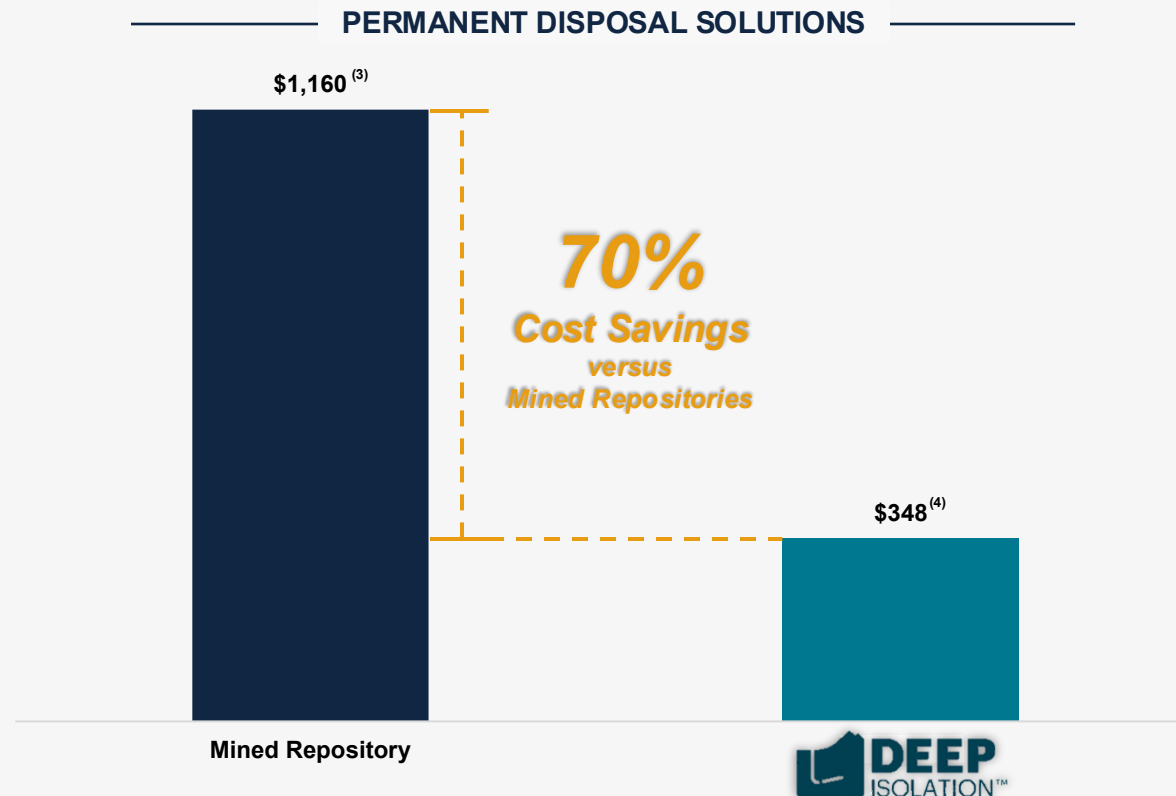 PERMANENT DISPOSAL SOLUTIONS
$1,160 (3)
70%
Cost Savings
versus
Mined Repositories
$348(4)
Mined Repository
DEEP
ISOLATION™